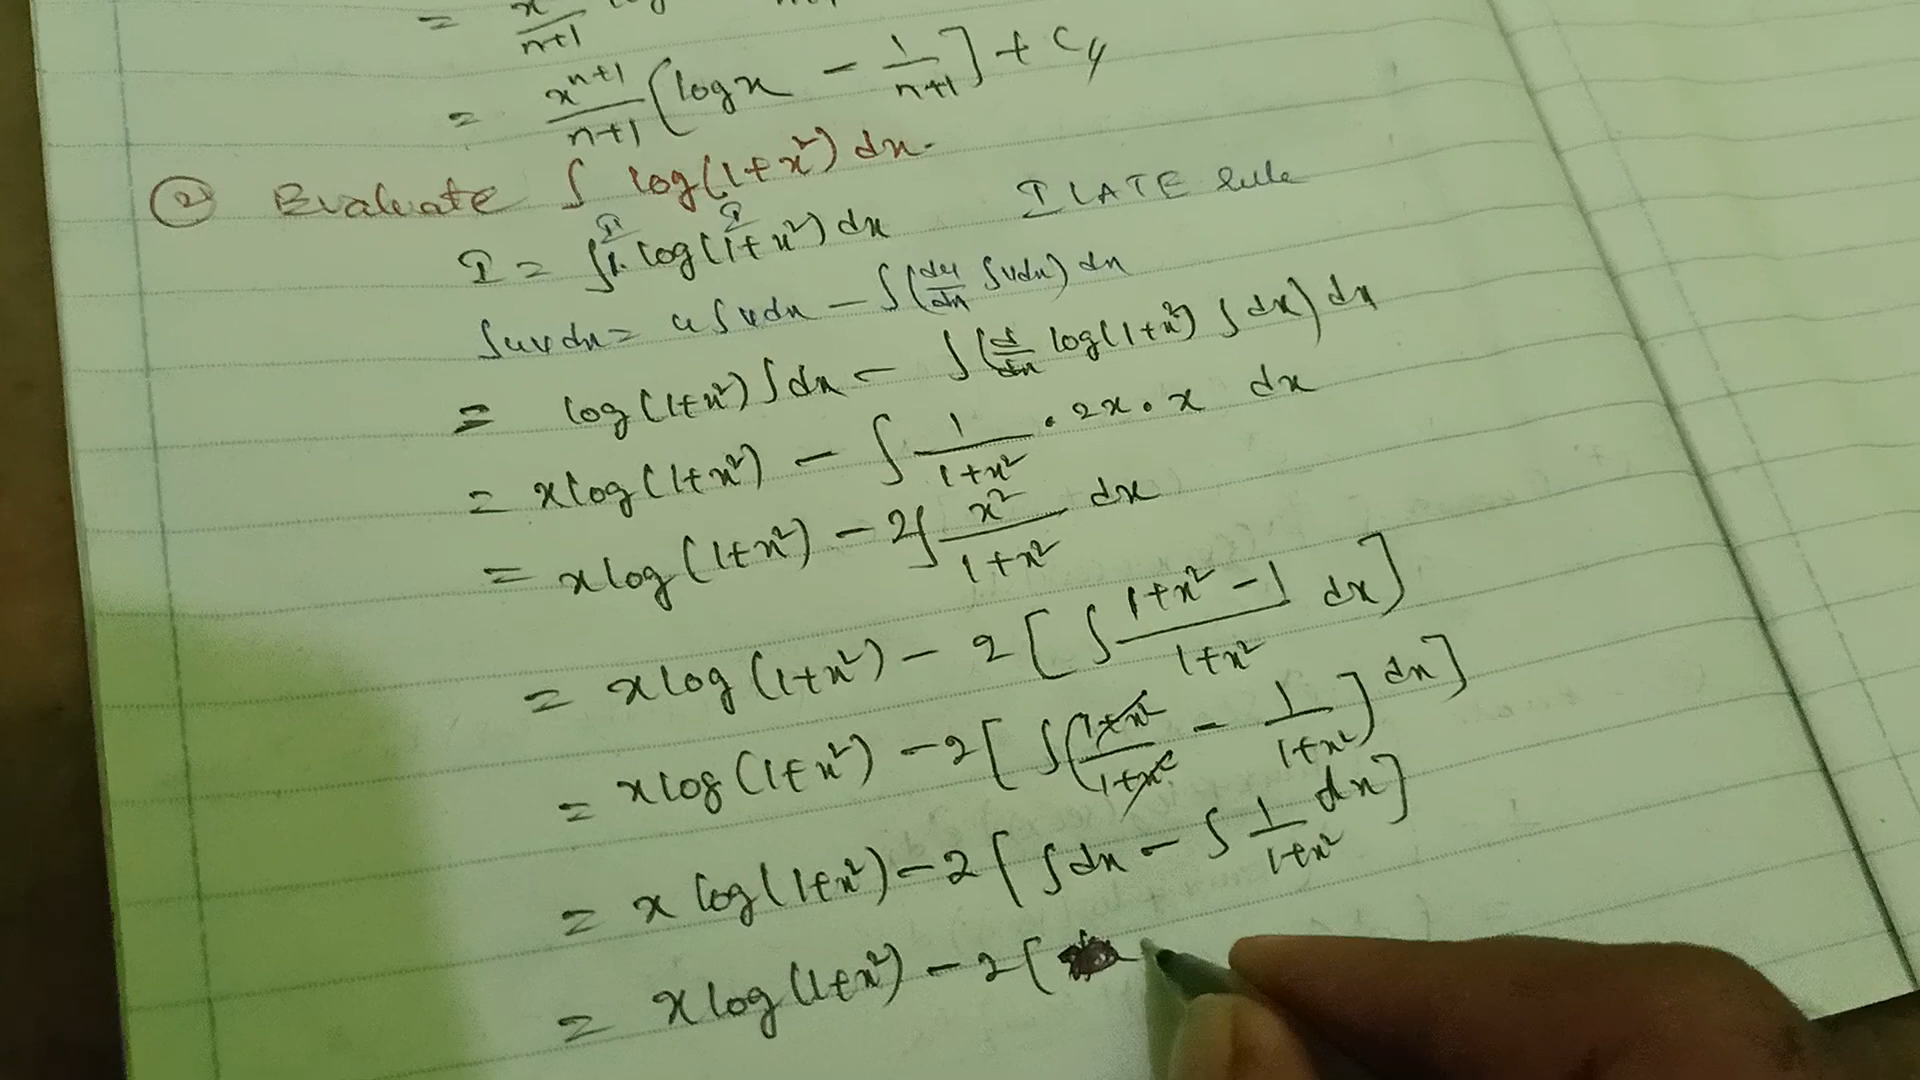 = x/n+1 log
= x^n+1/n+1 [log x - 1/n+1] + C//
② Evaluate ∫ log(1+x²) dx.
I = ∫1. log(1+x²) dx ILATE Rule
∫uv dx = u∫v dx - ∫(du/dx ∫v dx) dx
= log(1+x²)∫dx - ∫(d/dx log(1+x²) ∫dx) dx
= x log(1+x²) - ∫ 1/1+x² . 2x . x dx
= x log(1+x²) - 2∫ x²/1+x² dx
= x log(1+x²) - 2[∫ 1+x²-1/1+x² dx]
= x log(1+x²) - 2[∫(1+x²/1+x² - 1/1+x²] dx]
= x log(1+x²) - 2[∫dx - ∫ 1/1+x² dx]
= x log(1+x²) - 2[